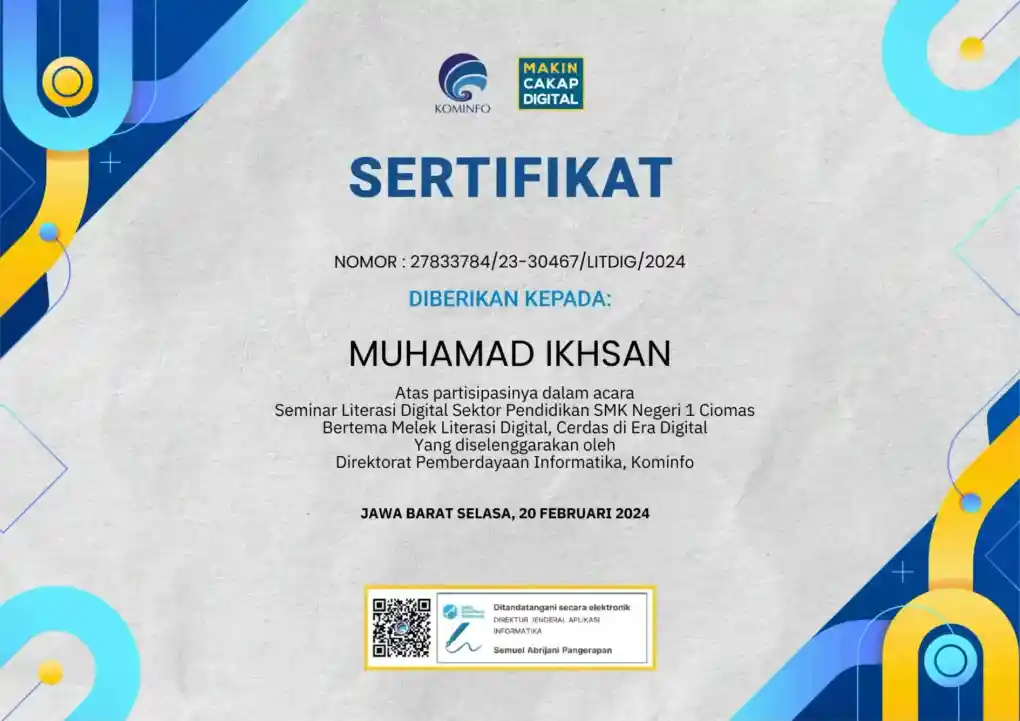 KOMINFO
MAKIN
CAKAP
DIGITAL
SERTIFIKAT
NOMOR : 27833784/23-30467/LITDIG/2024
DIBERIKAN KEPADA:
MUHAMAD IKHSAN
Atas partisipasinya dalam acara
Seminar Literasi Digital Sektor Pendidikan SMK Negeri 1 Ciomas
Bertema Melek Literasi Digital, Cerdas di Era Digital
Yang diselenggarakan oleh
Direktorat Pemberdayaan Informatika, Kominfo
JAWA BARAT SELASA, 20 FEBRUARI 2024
Ditandatangani secara elektronik
DIREKTUR JENDERAL APLIKASI
INFORMATIKA
Semuel Abrijani Pangerapan